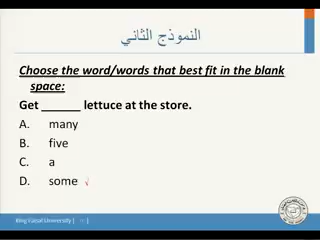 النموذج الثاني
Choose the word/words that best fit in the blank
space:
Get ______ lettuce at the store.
A. many
B. five
C. a
D. some
King Faisal University [ ]